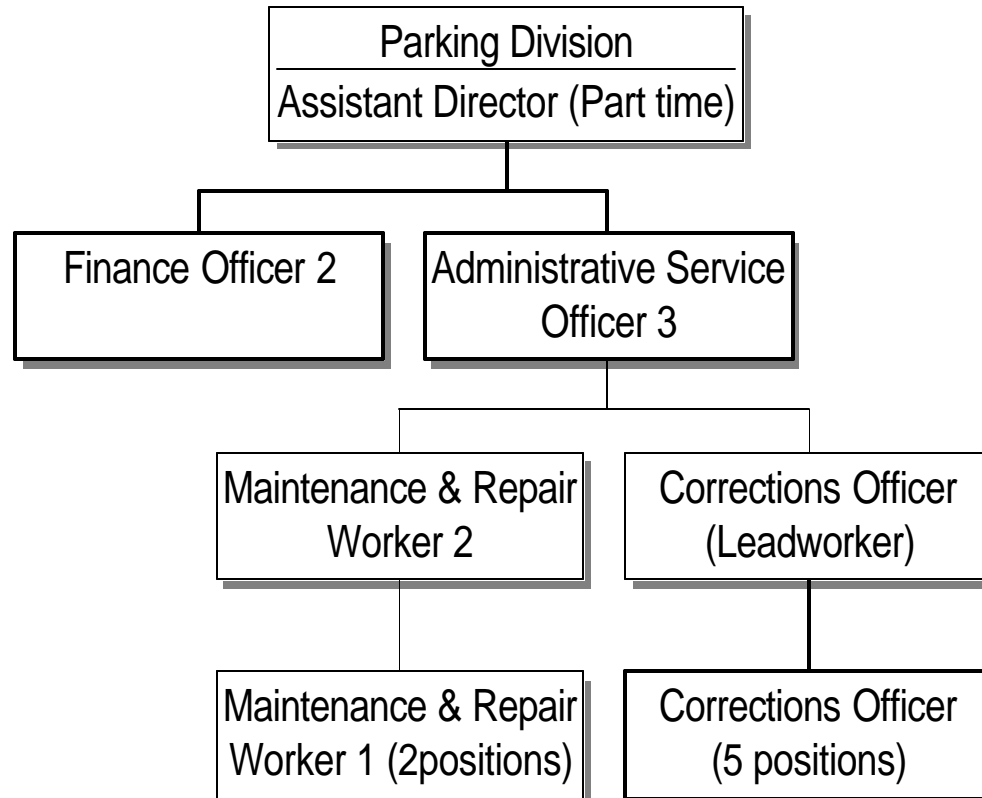 Parking Division
Assistant Director (Part time)
Finance Officer 2
Administrative Service
Officer 3
Maintenance & Repair
Worker 2
Corrections Officer
(Leadworker)
Maintenance & Repair
Worker 1 (2positions)
Corrections Officer
(5 positions)